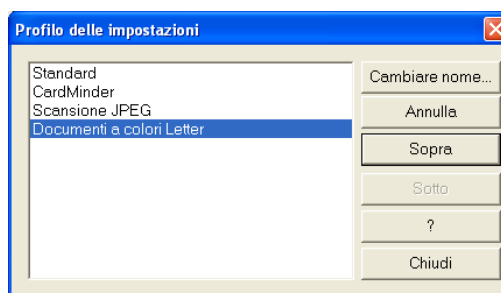 Profilo delle impostazioni
Standard
CardMinder
Scansione JPEG
Documenti a colori Letter
Cambiare nome...
Annulla
Sopra
Sotto
?
Chiudi